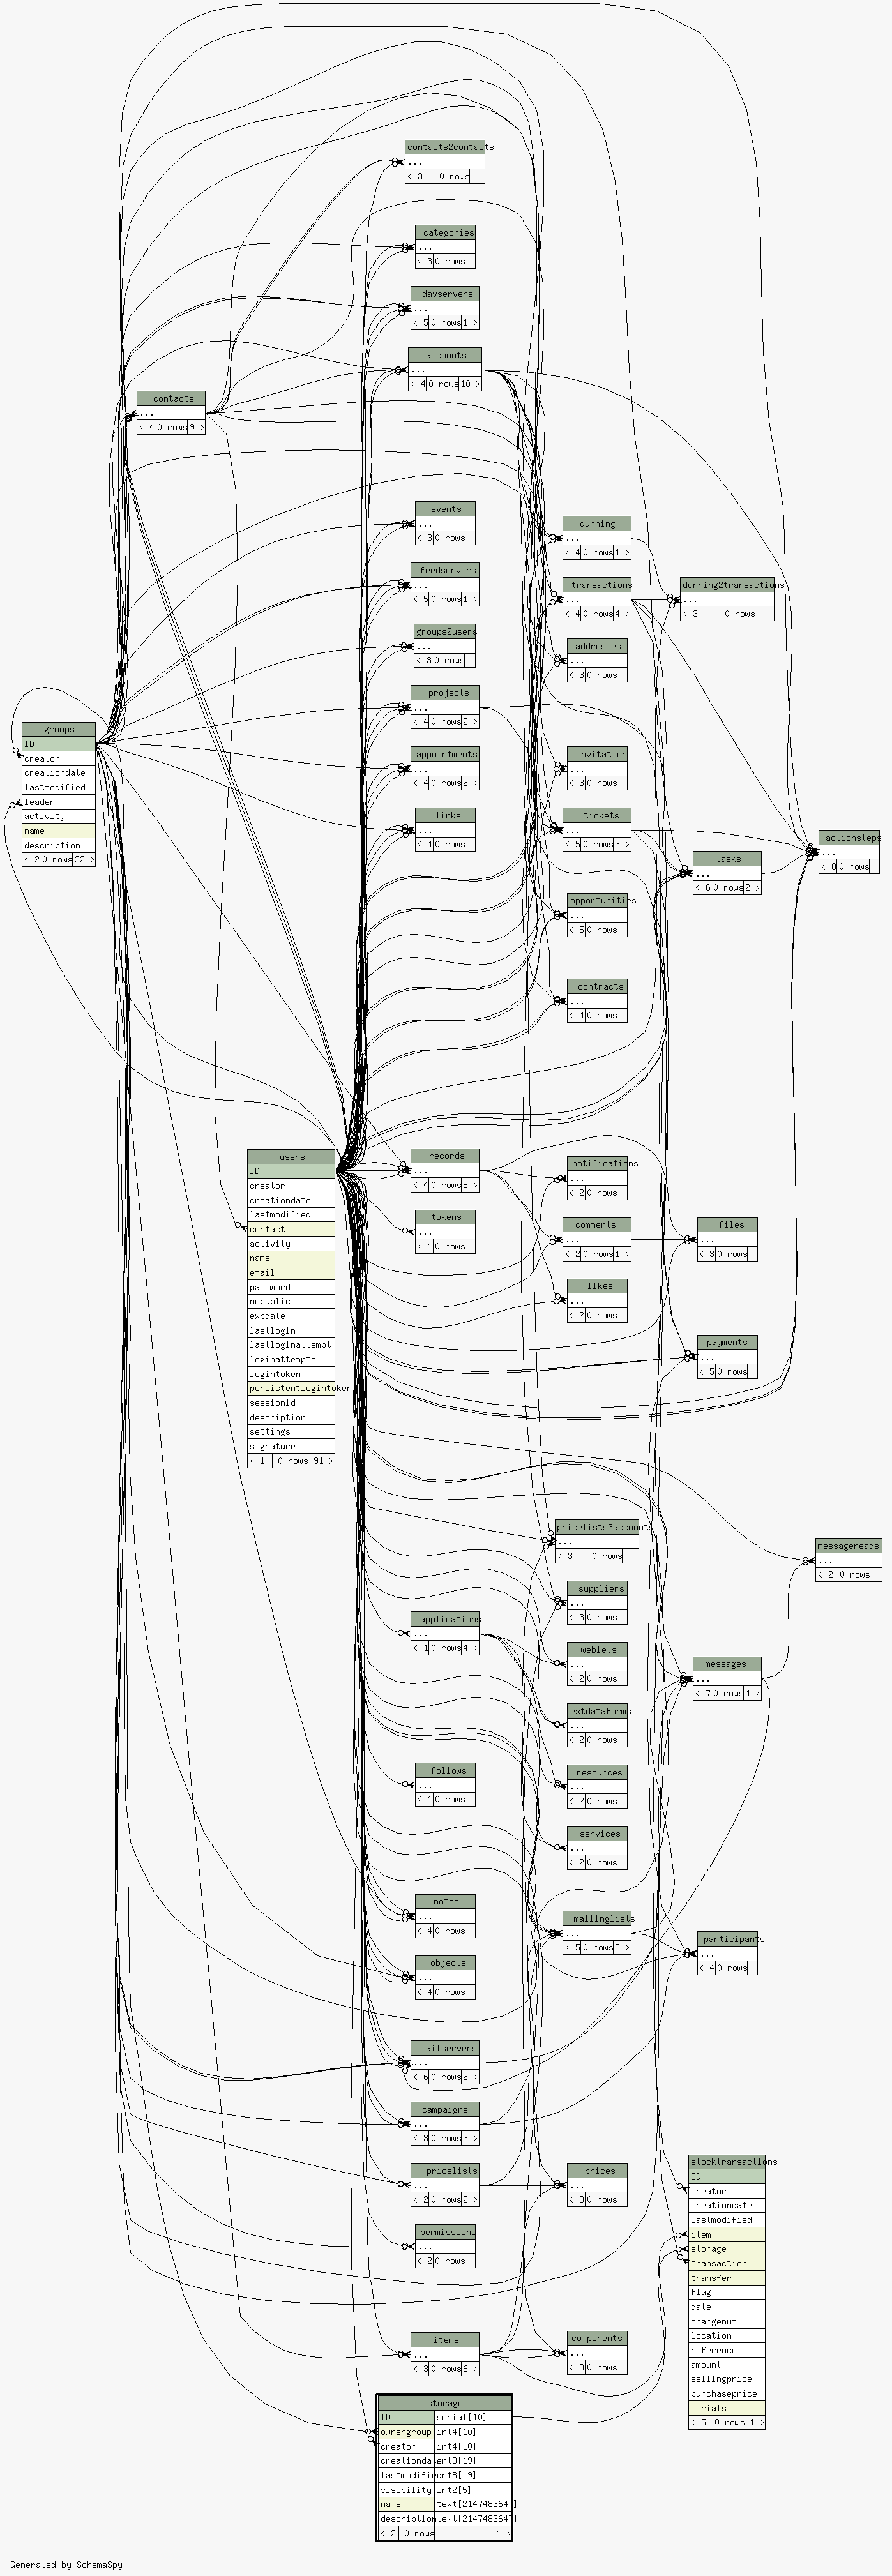 contacts2contacts
...
< 3 0 rows
categories
...
< 3 0 rows
davservers
...
< 5 0 rows 1 >
accounts
...
< 4 0 rows 10 >
contacts
...
< 4 0 rows 9 >
events
...
< 3 0 rows
dunning
...
< 4 0 rows 1 >
feedservers
...
< 5 0 rows 1 >
transactions
...
< 4 0 rows 4 >
dunning2transactions
...
< 3 0 rows
groups2users
...
< 3 0 rows
addresses
...
< 3 0 rows
projects
...
< 4 0 rows 2 >
groups
ID
creator
creationdate
lastmodified
leader
activity
name
description
< 2 0 rows 32 >
appointments
...
< 4 0 rows 2 >
invitations
...
< 3 0 rows
links
...
< 4 0 rows
tickets
...
< 5 0 rows 3 >
actionsteps
...
< 8 0 rows
tasks
...
< 6 0 rows 2 >
opportunities
...
< 5 0 rows
contracts
...
< 4 0 rows
users
ID
creator
creationdate
lastmodified
contact
activity
name
email
password
nopublic
expdate
lastlogin
lastloginattempt
loginattempts
logintoken
persistentlogintoken
sessionid
description
settings
signature
< 1 0 rows 91 >
records
...
< 4 0 rows 5 >
notifications
...
< 2 0 rows
tokens
...
< 1 0 rows
comments
...
< 2 0 rows 1 >
files
...
< 3 0 rows
likes
...
< 2 0 rows
payments
...
< 5 0 rows
pricelists2accounts
...
< 3 0 rows
messagereads
...
< 2 0 rows
suppliers
...
< 3 0 rows
applications
...
< 1 0 rows 4 >
weblets
...
< 2 0 rows
messages
...
< 7 0 rows 4 >
extdataforms
...
< 2 0 rows
follows
...
< 1 0 rows
resources
...
< 2 0 rows
services
...
< 2 0 rows
notes
...
< 4 0 rows
mailinglists
...
< 5 0 rows 2 >
participants
...
< 4 0 rows
objects
...
< 4 0 rows
mailservers
...
< 6 0 rows 2 >
campaigns
...
< 3 0 rows 2 >
pricelists
...
< 2 0 rows 2 >
prices
...
< 3 0 rows
stocktransactions
ID
creator
creationdate
lastmodified
item
storage
transaction
transfer
flag
date
chargenum
location
reference
amount
sellingprice
purchaseprice
serials
< 5 0 rows 1 >
permissions
...
< 2 0 rows
items
...
< 3 0 rows 6 >
components
...
< 3 0 rows
storages
ID serial[10]
ownergroup int4[10]
creator int4[10]
creationdate int8[19]
lastmodified int8[19]
visibility int2[5]
name text[2147483647]
description text[2147483647]
< 2 0 rows 1 >
Generated by SchemaSpy